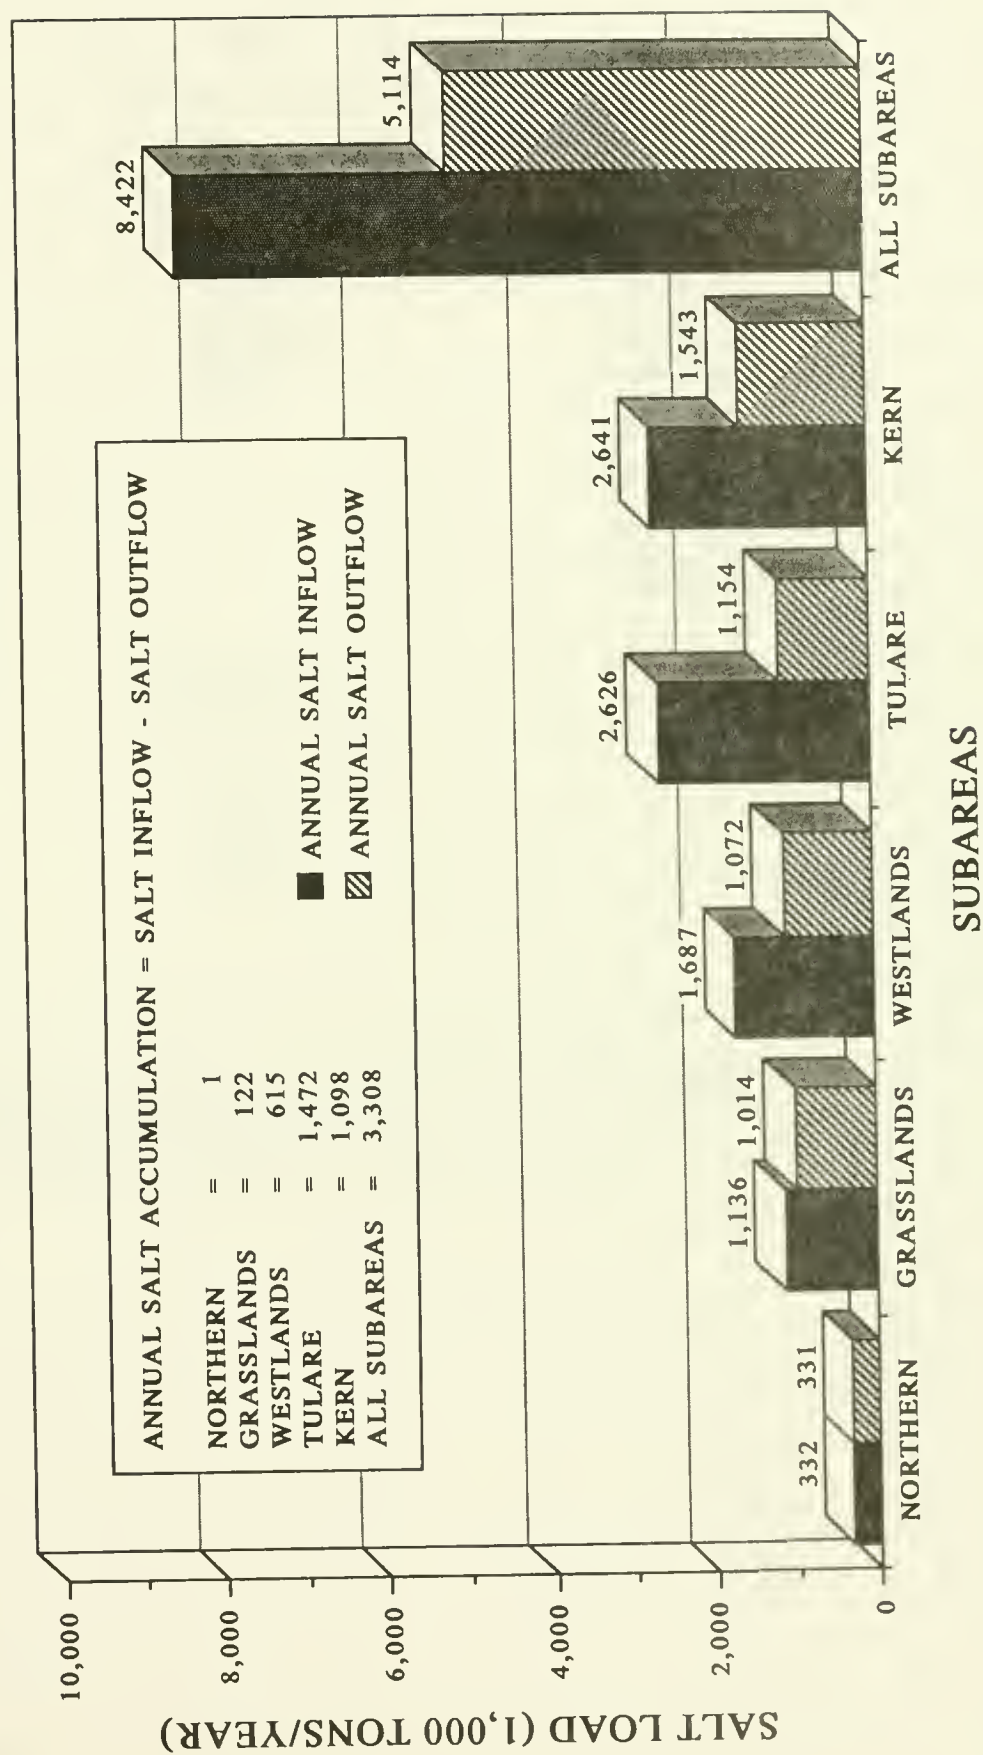 ANNUAL SALT ACCUMULATION = SALT INFLOW - SALT OUTFLOW
NORTHERN = 1
GRASSLANDS = 122
WESTLANDS = 615
TULARE = 1,472
KERN = 1,098
ALL SUBAREAS = 3,308
ANNUAL SALT INFLOW
ANNUAL SALT OUTFLOW
SALT LOAD (1,000 TONS/YEAR)
10,000
8,000
6,000
4,000
2,000
0
332
331
1,136
1,014
1,687
1,072
2,626
1,154
2,641
1,543
8,422
5,114
NORTHERN
GRASSLANDS
WESTLANDS
TULARE
KERN
ALL SUBAREAS
SUBAREAS